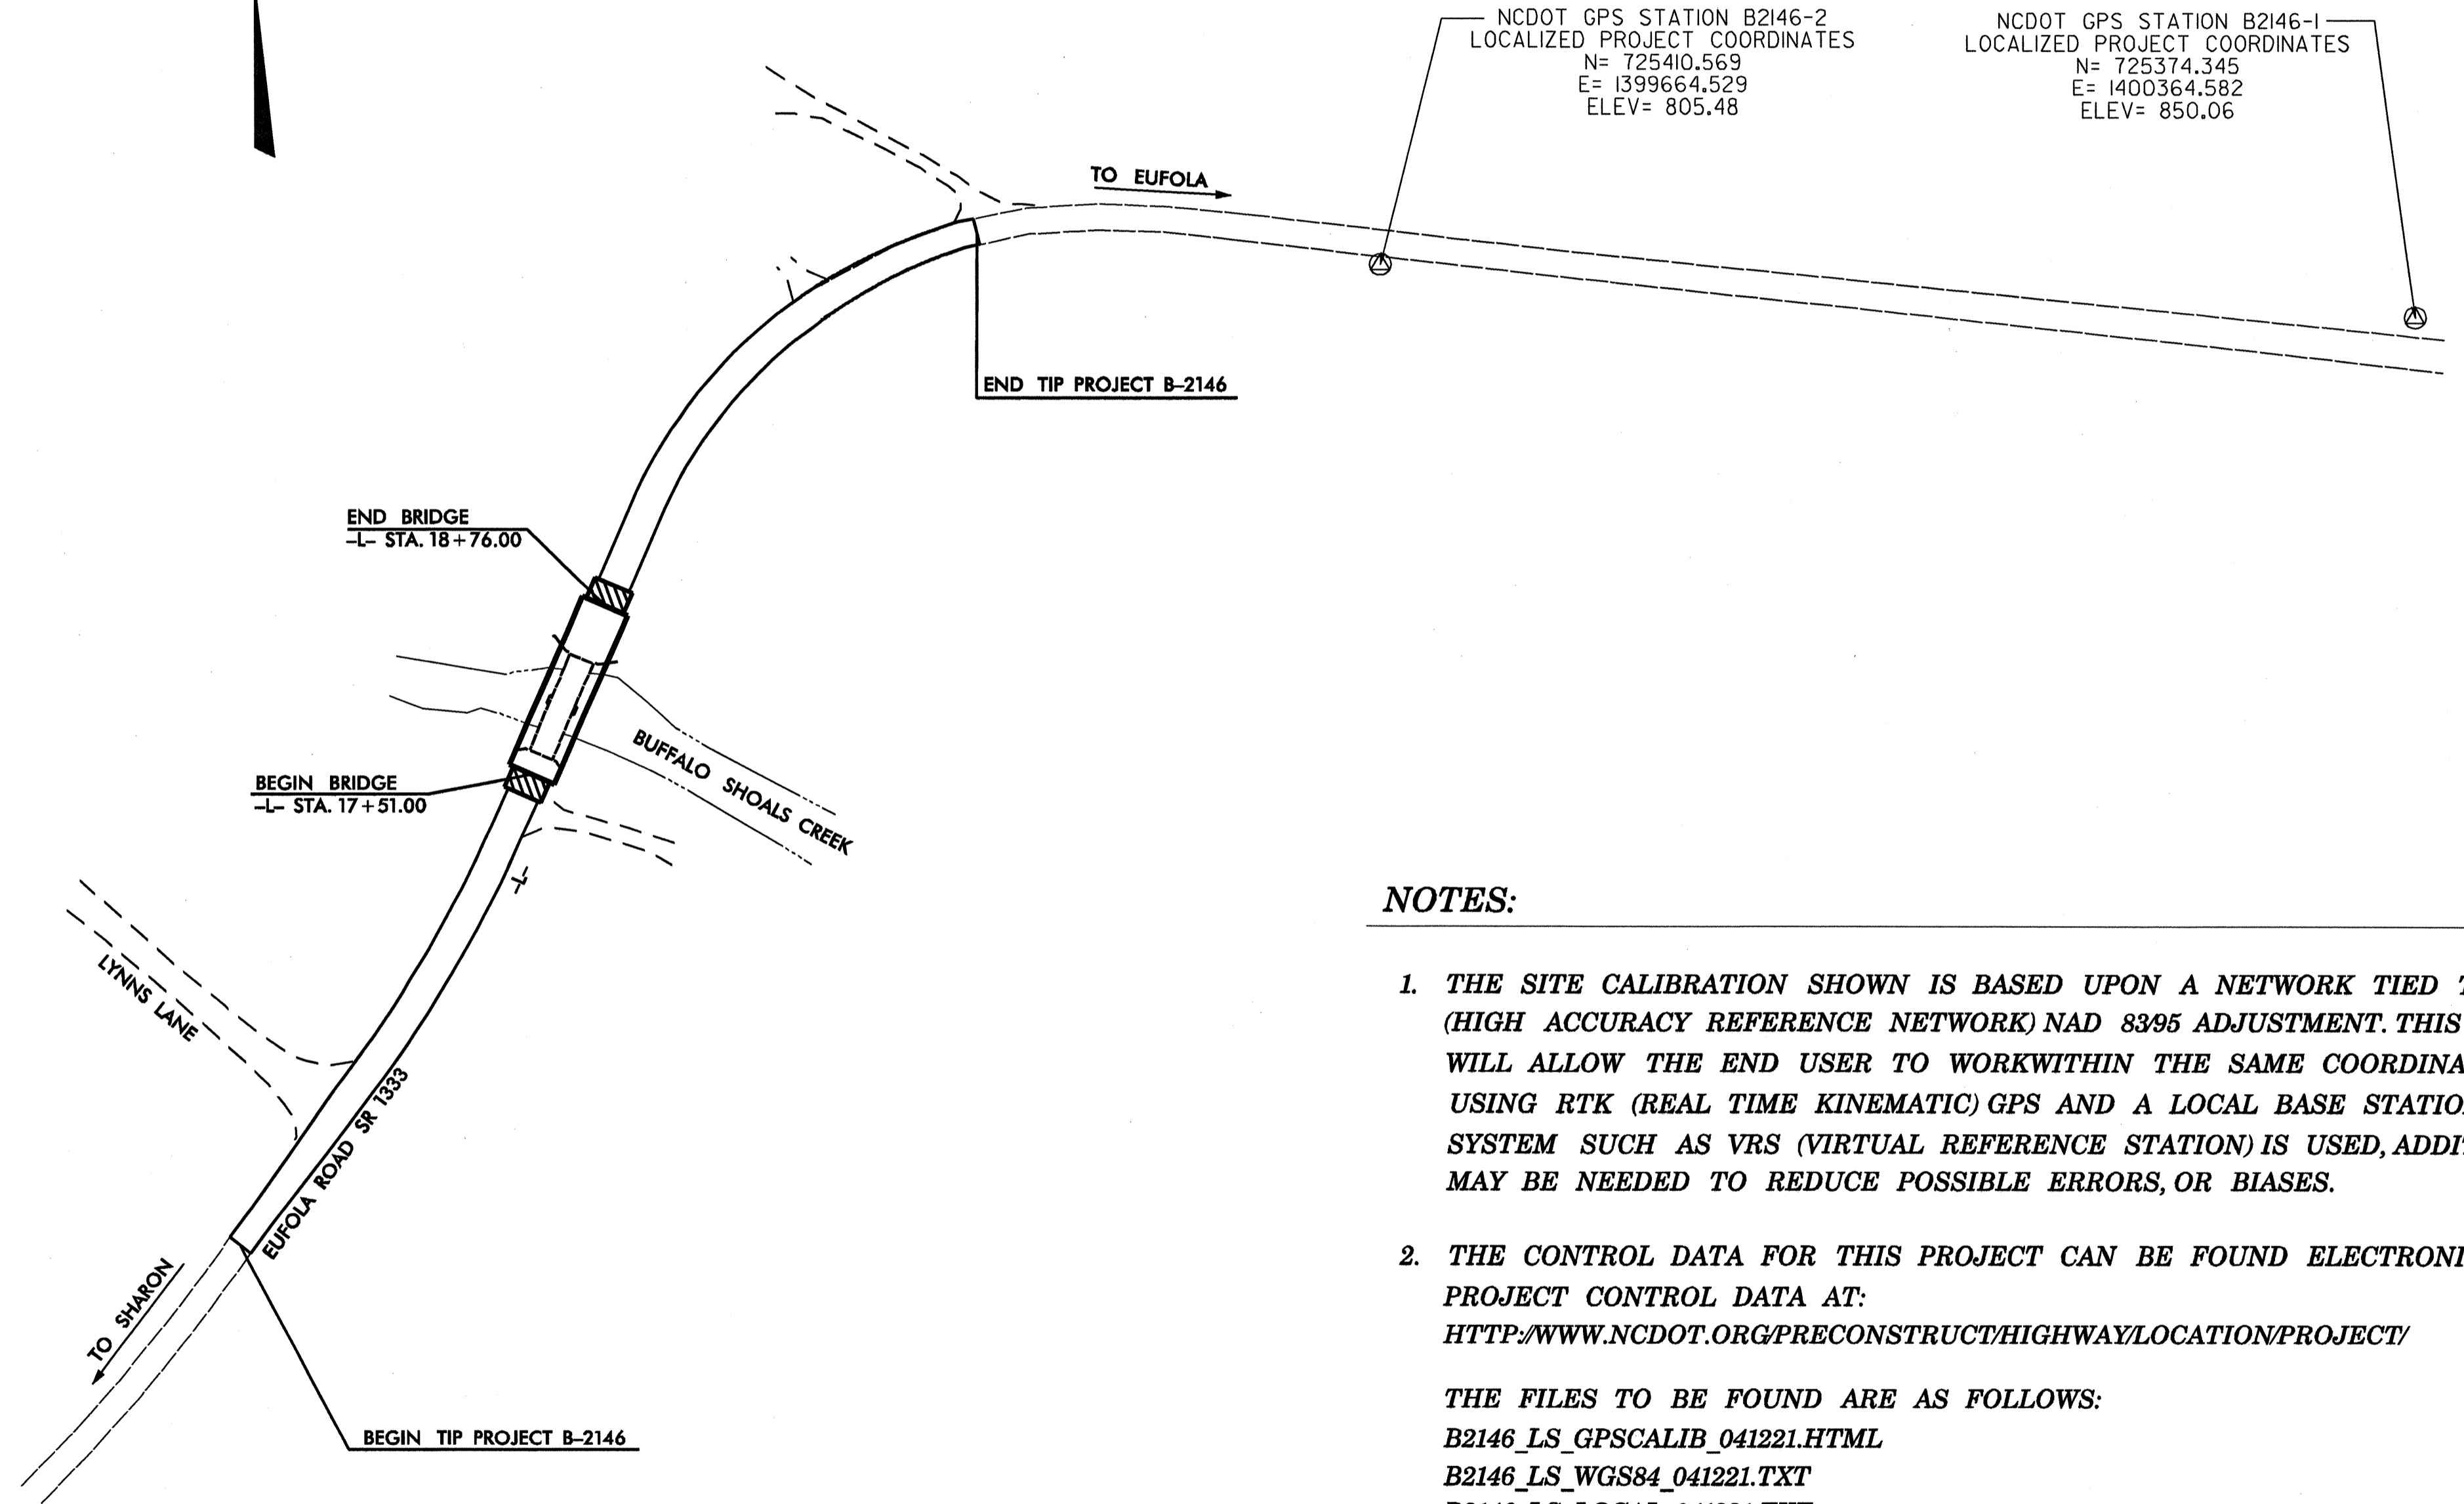 NCDOT GPS STATION B2146-2
LOCALIZED PROJECT COORDINATES
N= 725410.569
E= 1399664.529
ELEV= 805.48
NCDOT GPS STATION B2146-1
LOCALIZED PROJECT COORDINATES
N= 725374.345
E= 1400364.582
ELEV= 850.06
TO EUFOLA
END TIP PROJECT B-2146
END BRIDGE
-L- STA. 18+76.00
BUFFALO SHOALS CREEK
BEGIN BRIDGE
-L- STA. 17+51.00
-L-
LYNNS LANE
EUFOLA ROAD SR 1333
TO SHARON
BEGIN TIP PROJECT B-2146
NOTES:
1. THE SITE CALIBRATION SHOWN IS BASED UPON A NETWORK TIED
(HIGH ACCURACY REFERENCE NETWORK) NAD 83/95 ADJUSTMENT. THIS
WILL ALLOW THE END USER TO WORKWITHIN THE SAME COORDINA
USING RTK (REAL TIME KINEMATIC) GPS AND A LOCAL BASE STATIO
SYSTEM SUCH AS VRS (VIRTUAL REFERENCE STATION) IS USED, ADDI
MAY BE NEEDED TO REDUCE POSSIBLE ERRORS, OR BIASES.
2. THE CONTROL DATA FOR THIS PROJECT CAN BE FOUND ELECTRONI
PROJECT CONTROL DATA AT:
HTTP://WWW.NCDOT.ORG/PRECONSTRUCT/HIGHWAY/LOCATION/PROJECT/
THE FILES TO BE FOUND ARE AS FOLLOWS:
B2146_LS_GPSCALIB_041221.HTML
B2146_LS_WGS84_041221.TXT